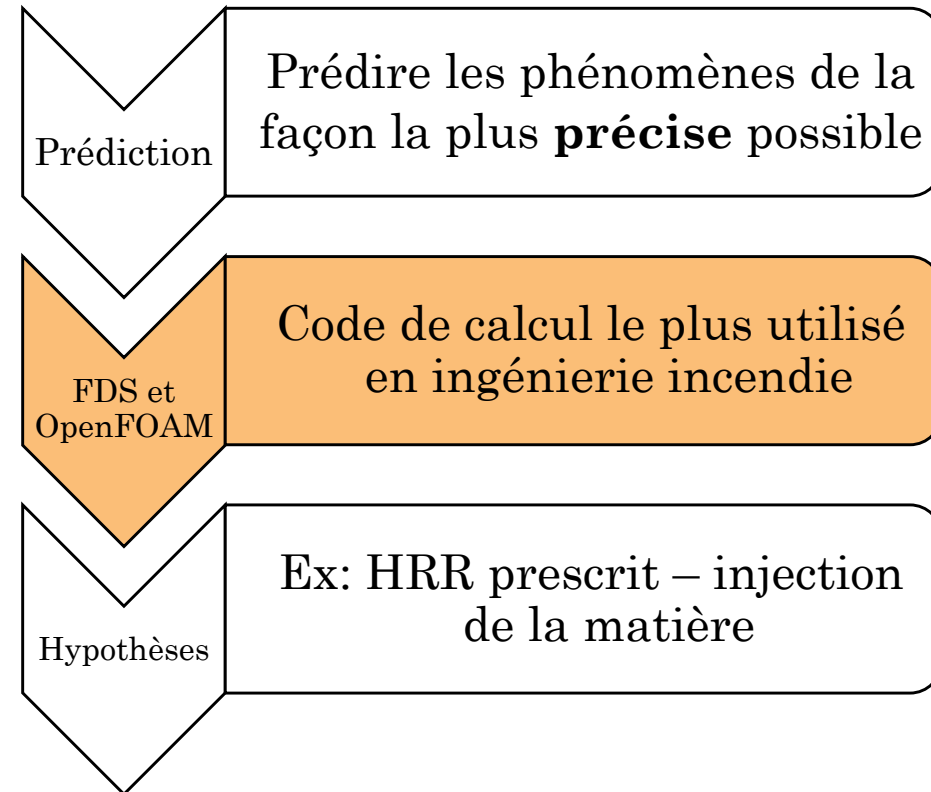 Prédiction
Prédire les phénomènes de la
façon la plus précise possible
FDS et
OpenFOAM
Code de calcul le plus utilisé
en ingénierie incendie
Hypothèses
Ex: HRR prescrit – injection
de la matière